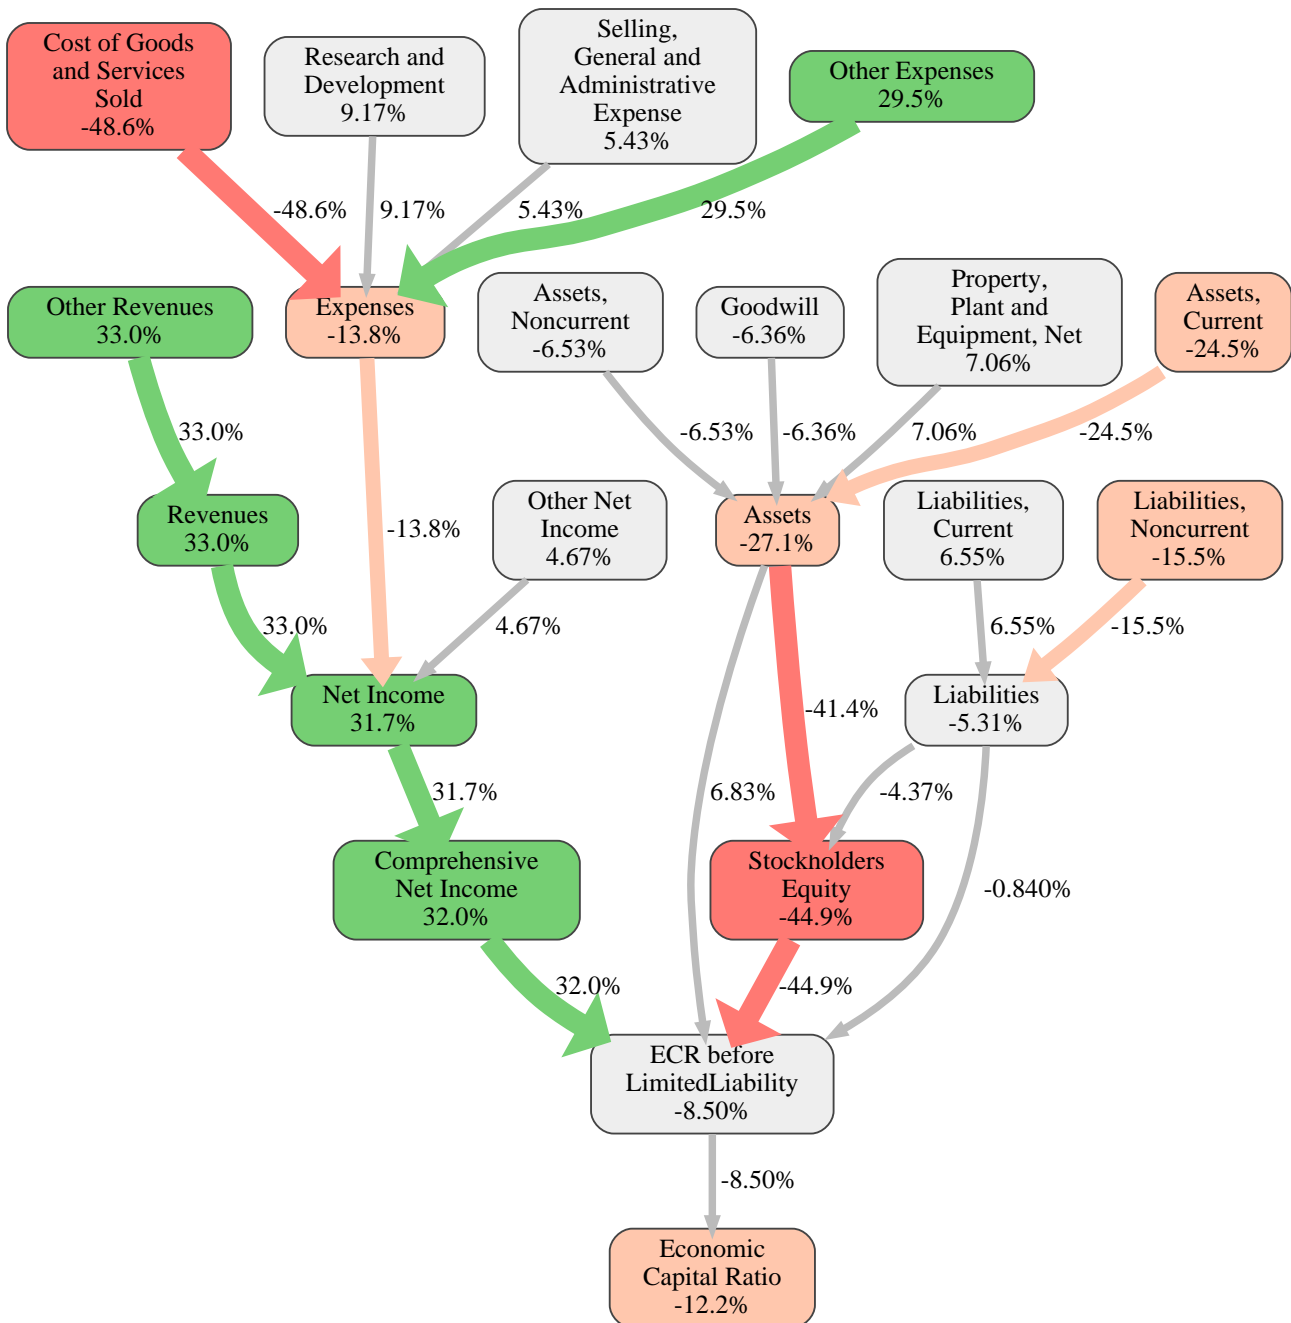 Cost of Goods
and Services
Sold
-48.6%
Research and
Development
9.17%
Selling,
General and
Administrative
Expense
5.43%
Other Expenses
29.5%
-48.6%
9.17%
5.43%
29.5%
Other Revenues
33.0%
Expenses
-13.8%
Assets,
Noncurrent
-6.53%
Goodwill
-6.36%
Property,
Plant and
Equipment, Net
7.06%
Assets,
Current
-24.5%
33.0%
-6.53%
-6.36%
7.06%
-24.5%
Revenues
33.0%
-13.8%
Other Net
Income
4.67%
Assets
-27.1%
Liabilities,
Current
6.55%
Liabilities,
Noncurrent
-15.5%
33.0%
4.67%
6.55%
-15.5%
Net Income
31.7%
-41.4%
Liabilities
-5.31%
31.7%
6.83%
-4.37%
Comprehensive
Net Income
32.0%
Stockholders
Equity
-44.9%
-0.840%
32.0%
-44.9%
ECR before
LimitedLiability
-8.50%
-8.50%
Economic
Capital Ratio
-12.2%